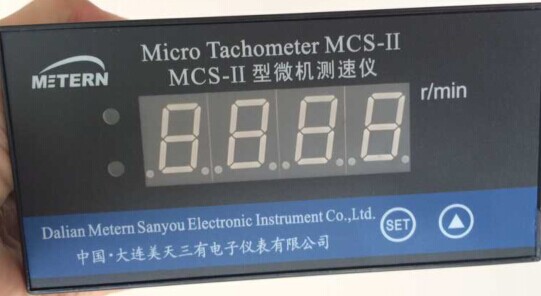 METERN
Micro Tachometer MCS-II
MCS-II 型微机测速仪
r/min
8888
Dalian Metern Sanyou Electronic Instrument Co.,Ltd.
SET
中国·大连美天三有电子仪表有限公司